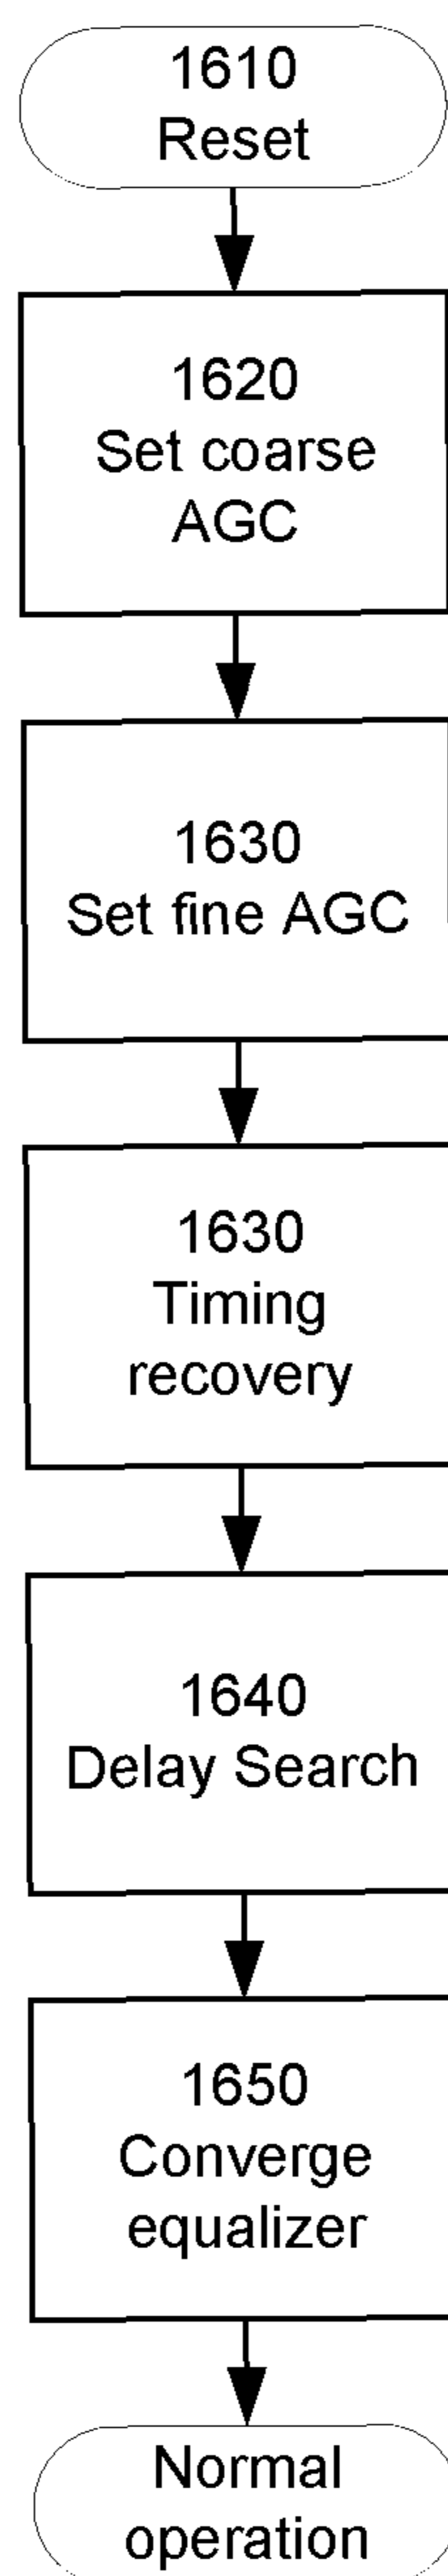 1610
Reset
1620
Set coarse
AGC
1630
Set fine AGC
1630
Timing
recovery
1640
Delay Search
1650
Converge
equalizer
Normal
operation